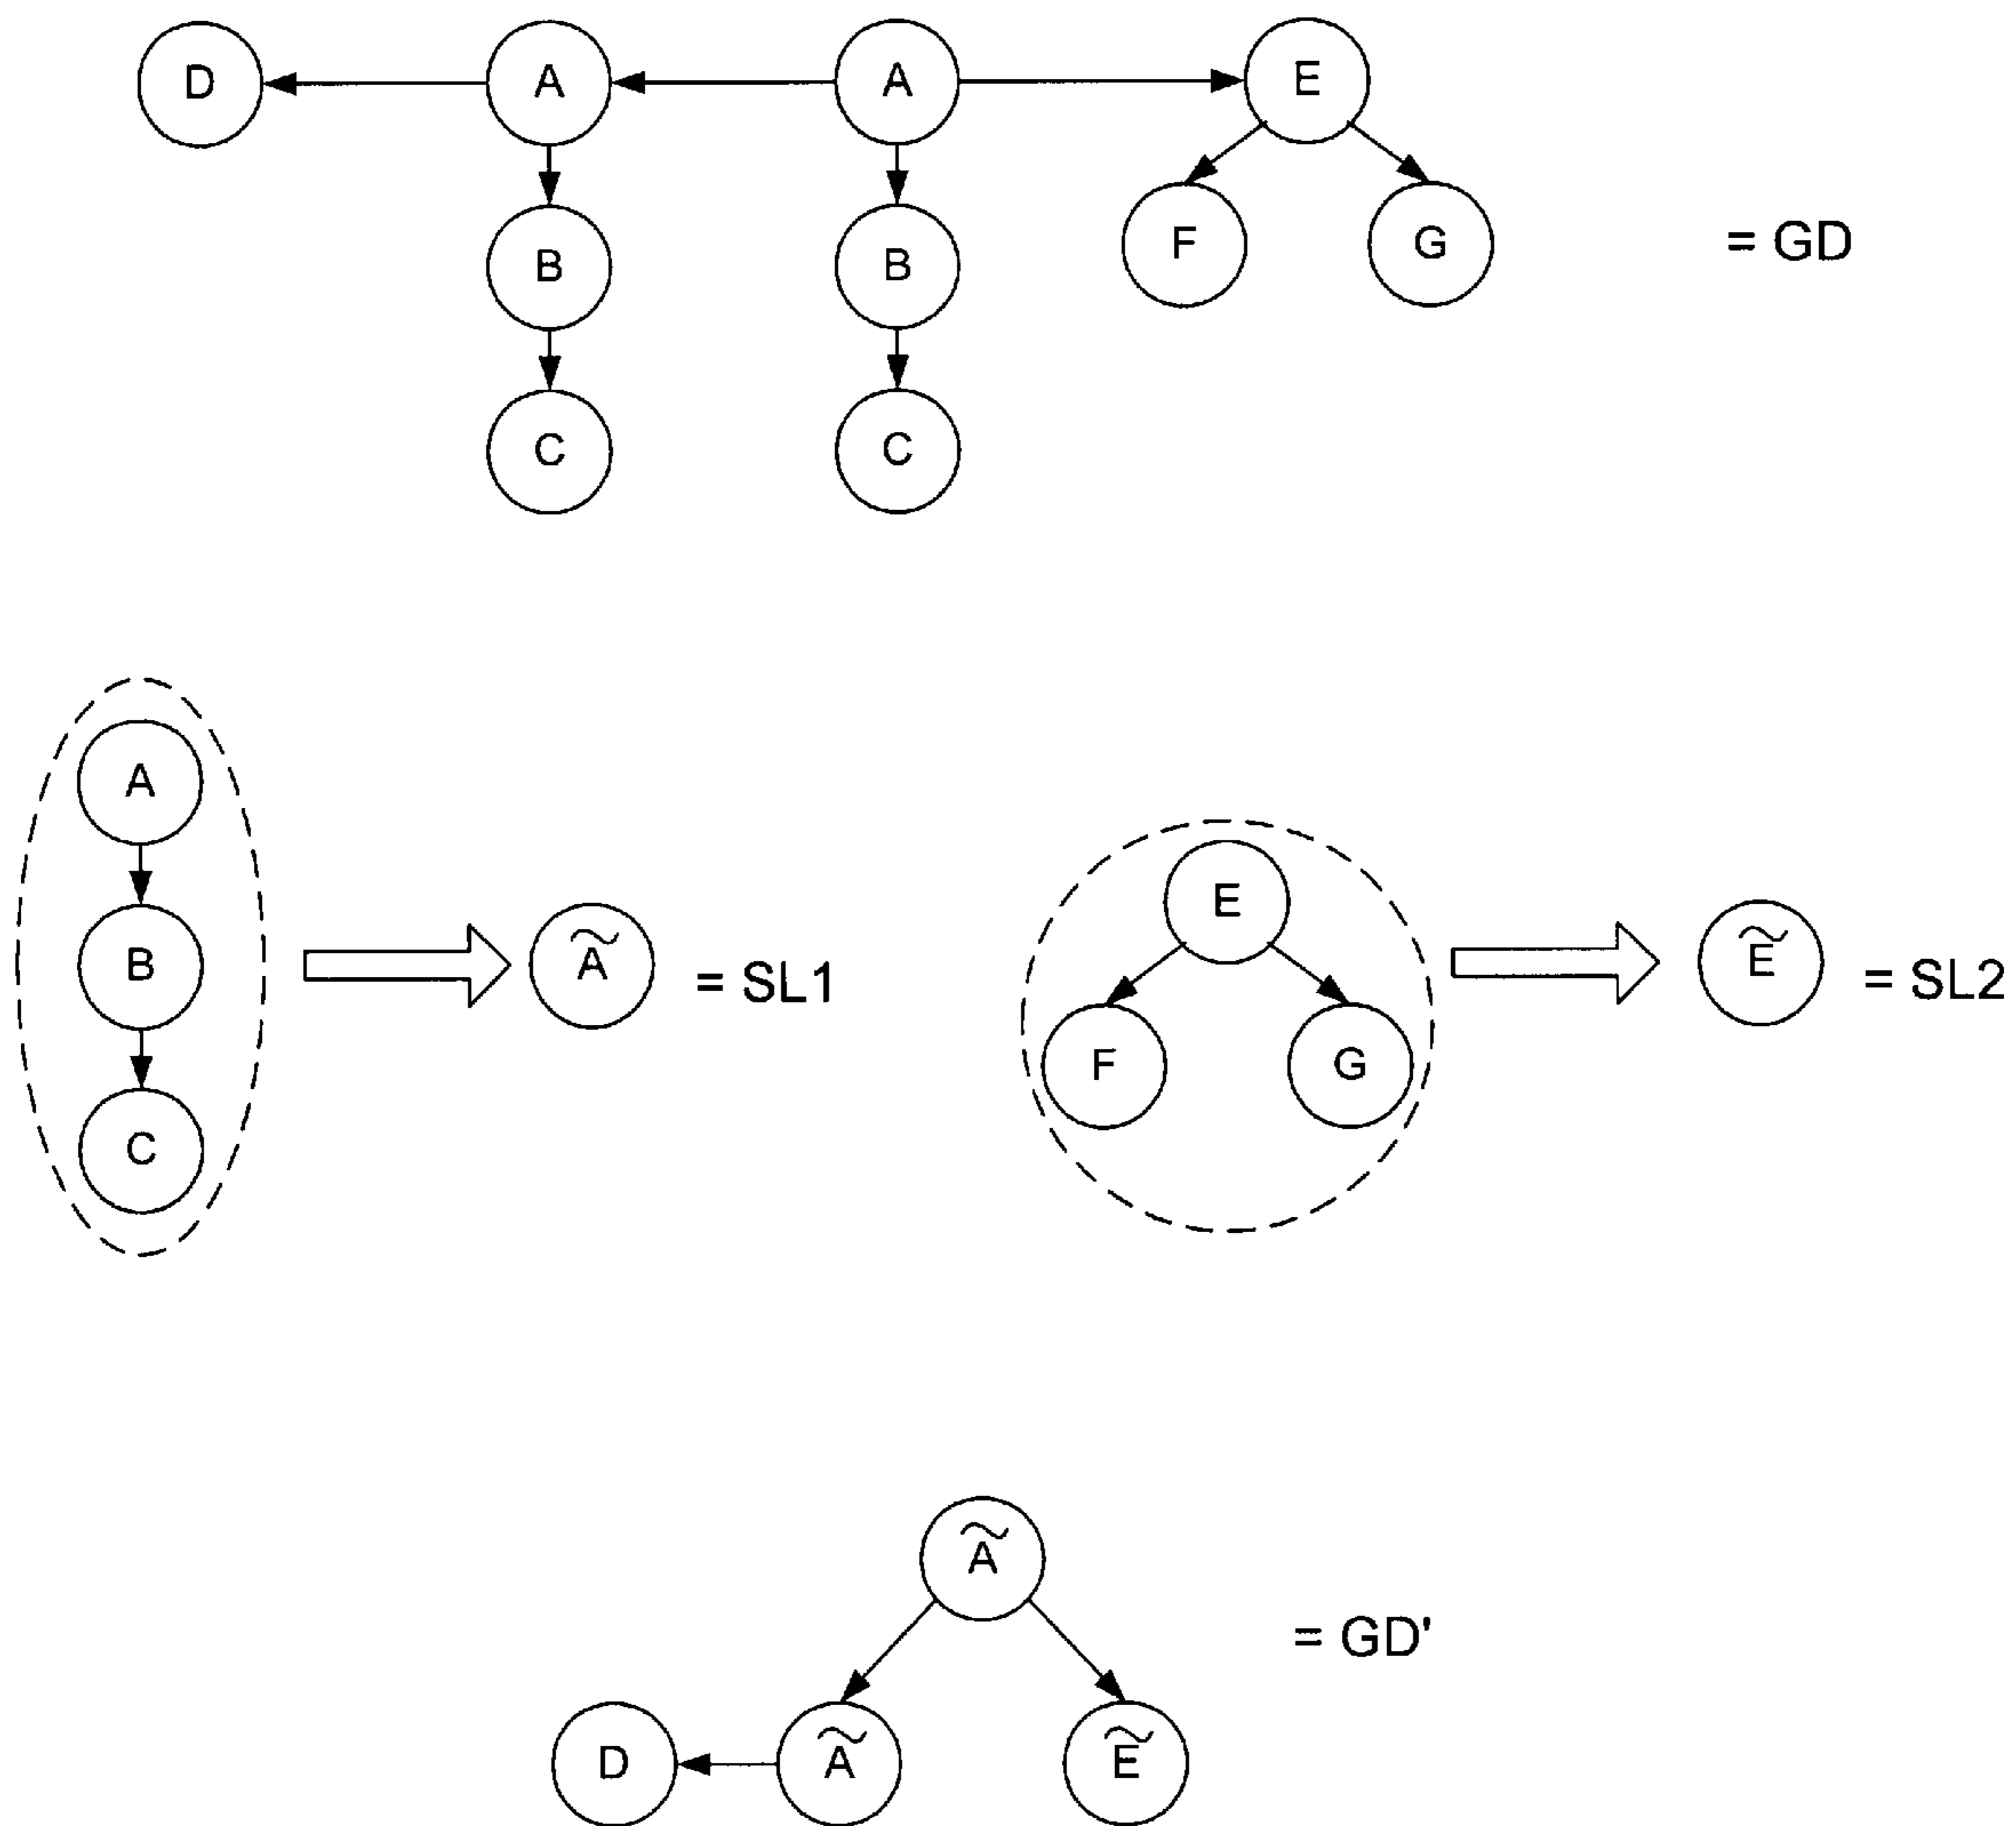 D A A E
F G
= GD
B B
C C
A
B
C
Ã = SL1
E
F G
Ẽ = SL2
Ã
= GD'
D Ã Ẽ